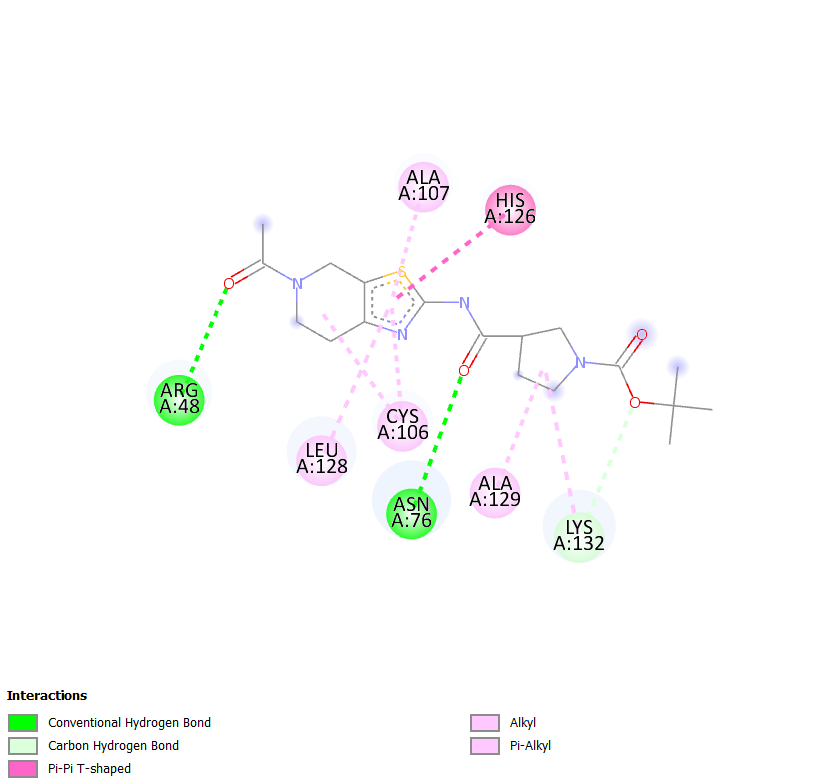 ALA
A:107
HIS
A:126
S
O
N
N
N
O
N
O
O
ARG
A:48
CYS
A:106
LEU
A:128
ALA
A:129
ASN
A:76
LYS
A:132
Interactions
Conventional Hydrogen Bond
Carbon Hydrogen Bond
Pi-Pi T-shaped
Alkyl
Pi-Alkyl